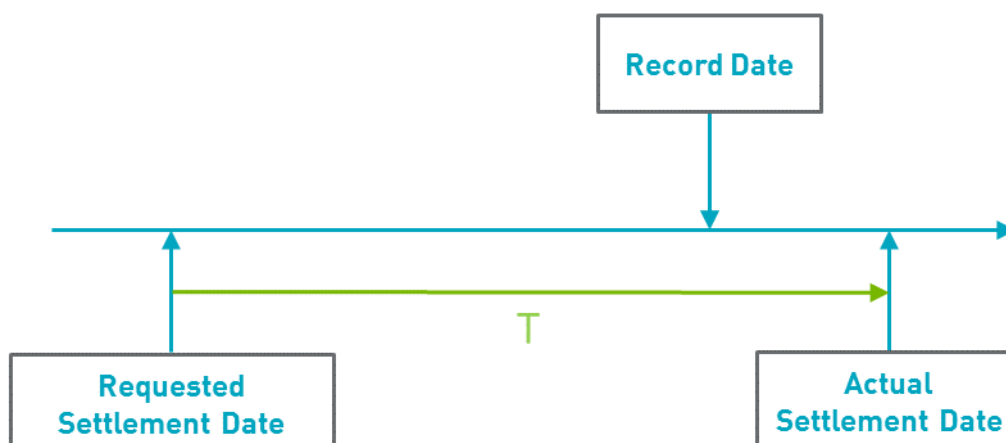 Record Date
T
Requested
Settlement Date
Actual
Settlement Date